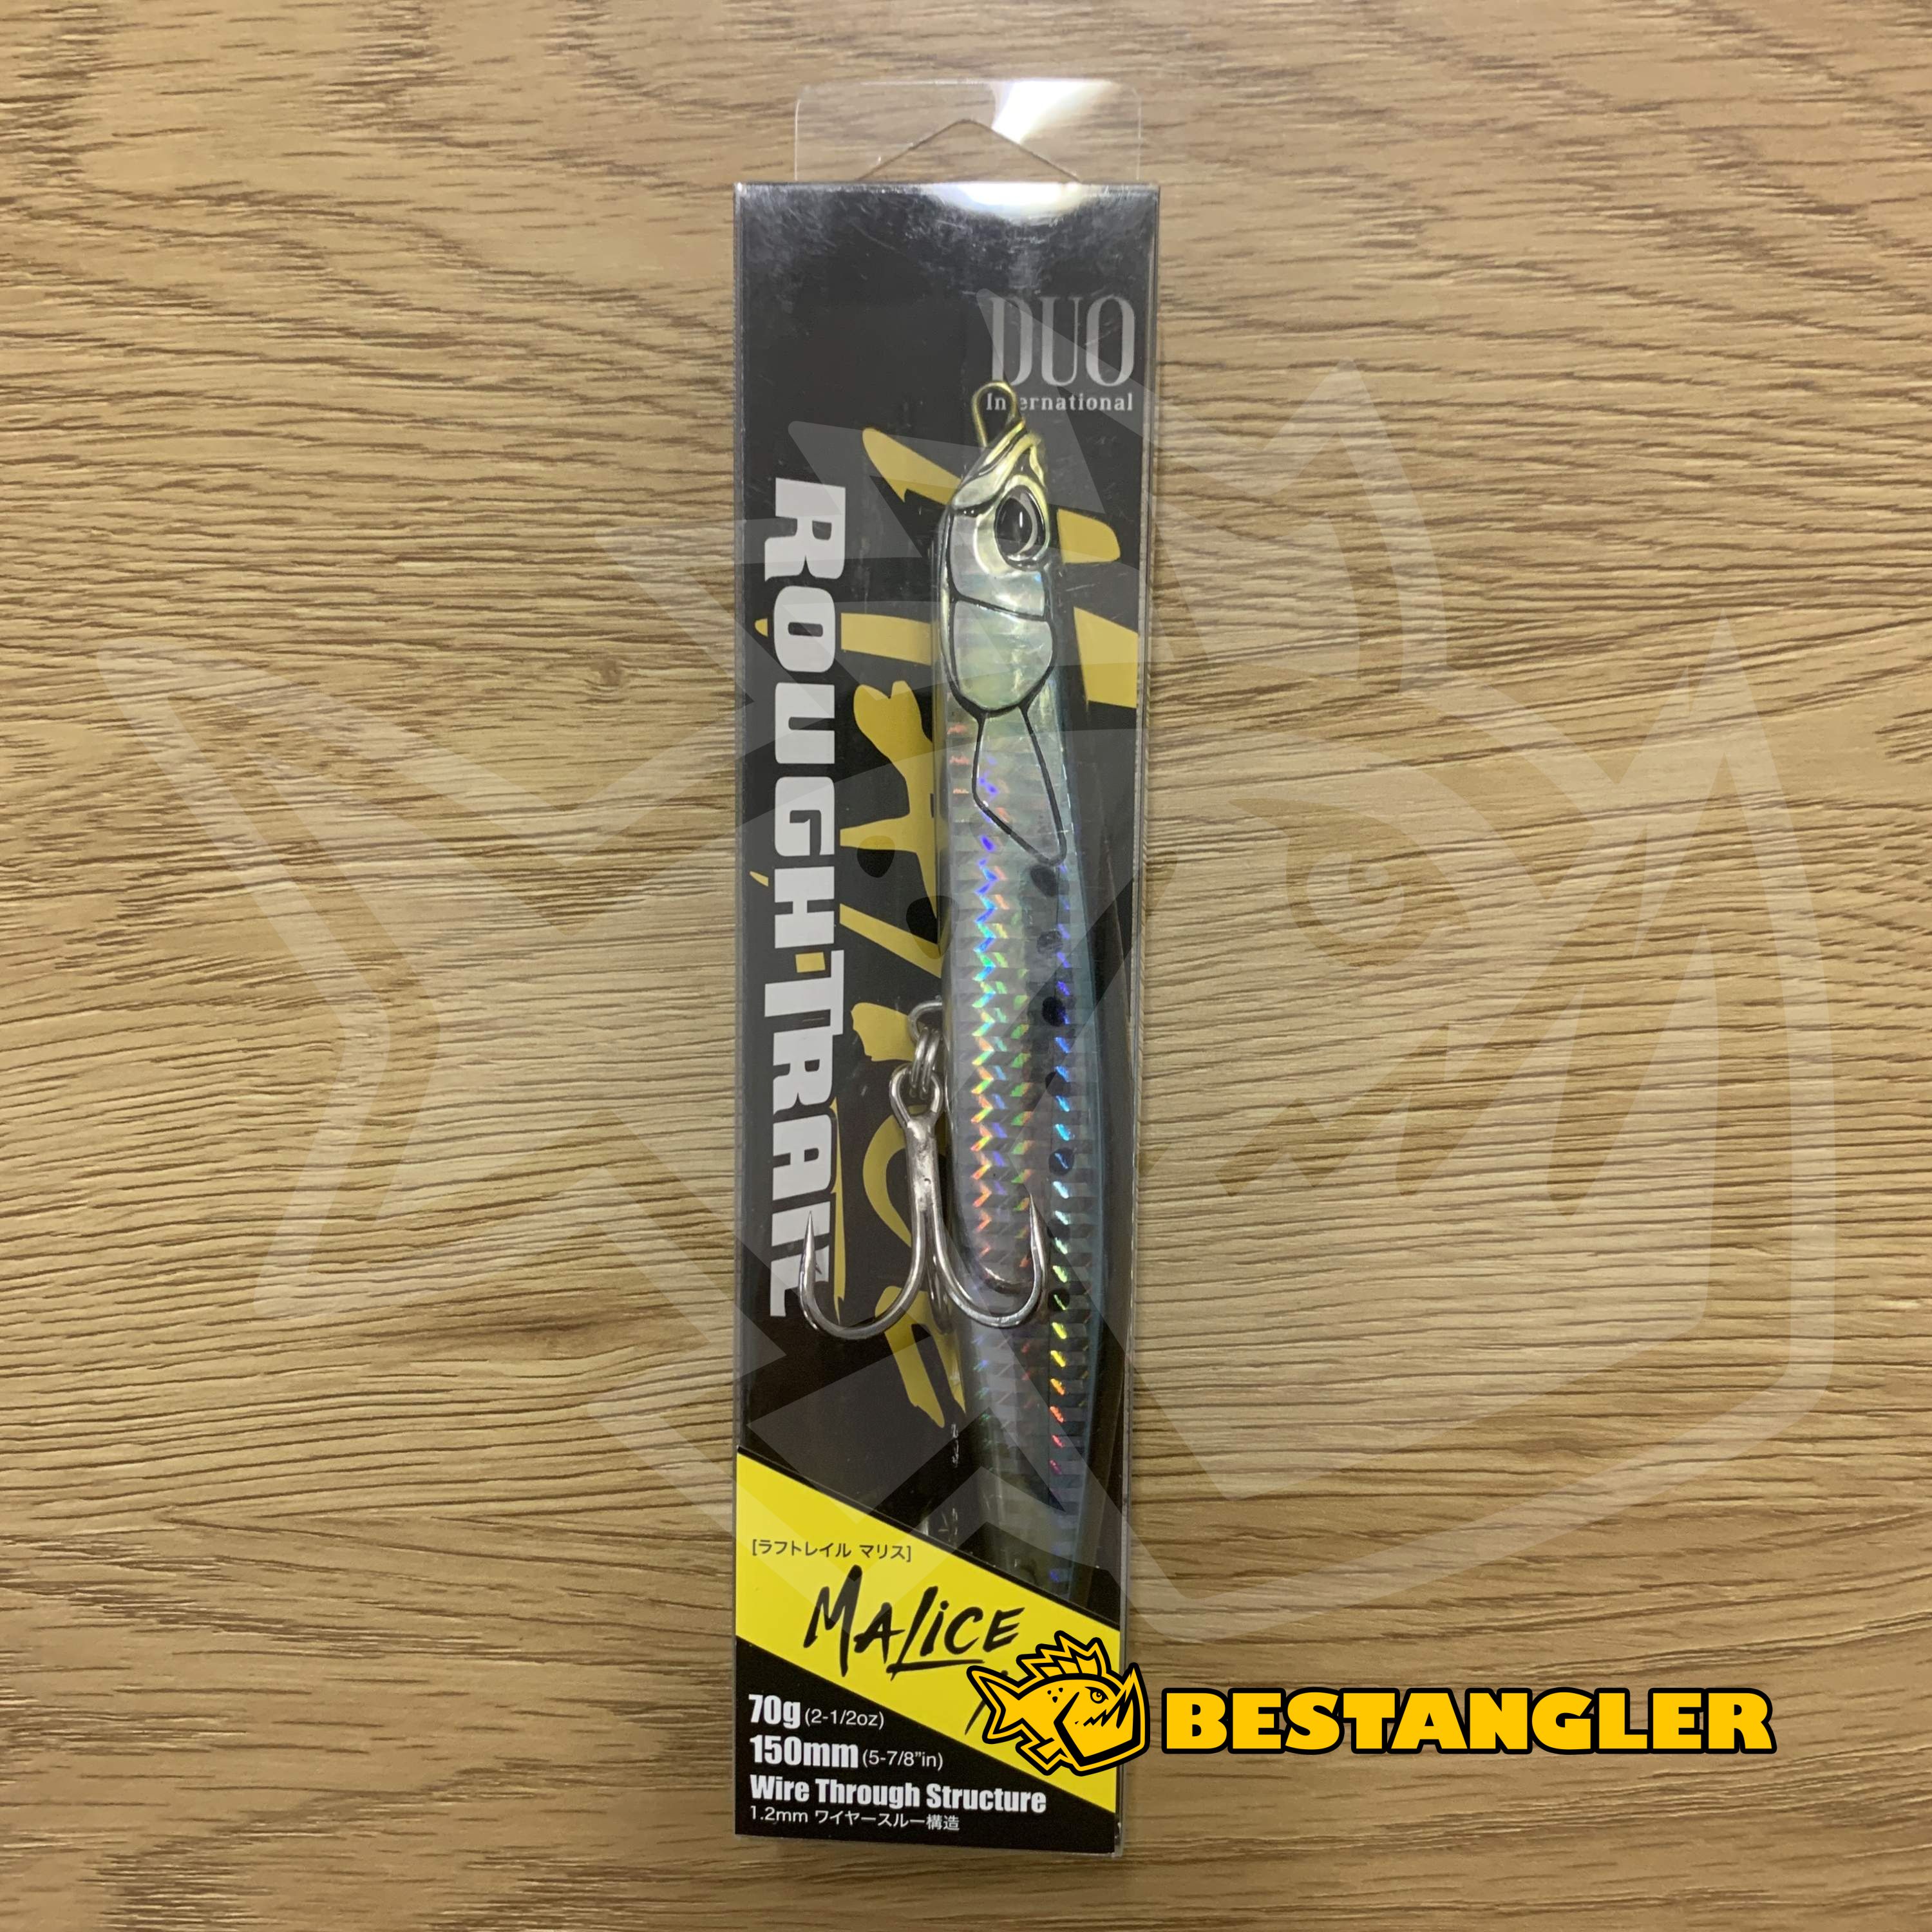 DUO
International
ROUGH·TRAIL
[ラフトレイル マリス]
MALiCE
70g (2-1/2oz)
150mm (5-7/8"in)
Wire Through Structure
1.2mm ワイヤースルー構造
BESTANGLER